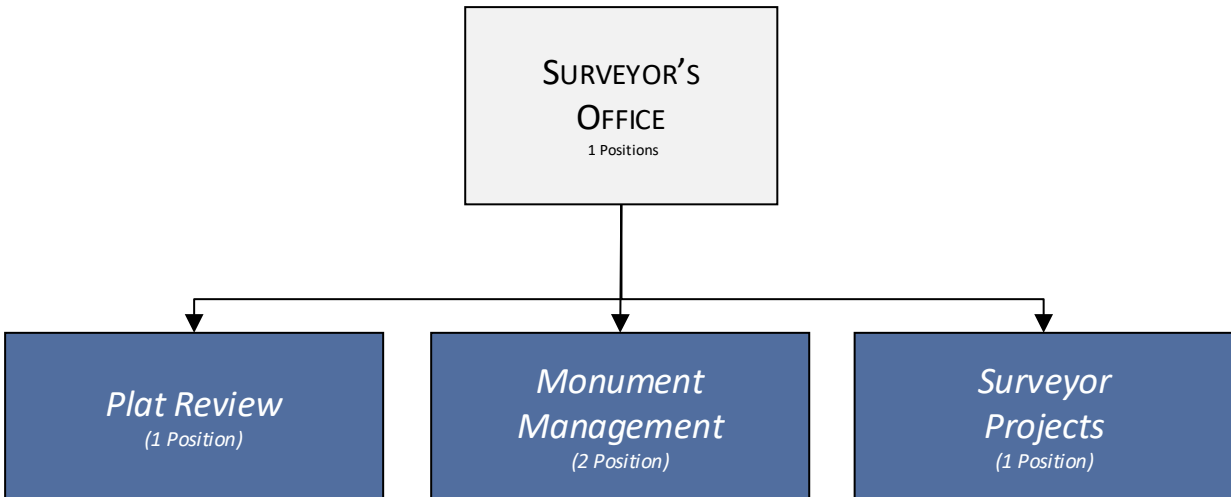 SURVEYOR'S
OFFICE
1 Positions
Plat Review
(1 Position)
Monument
Management
(2 Position)
Surveyor
Projects
(1 Position)